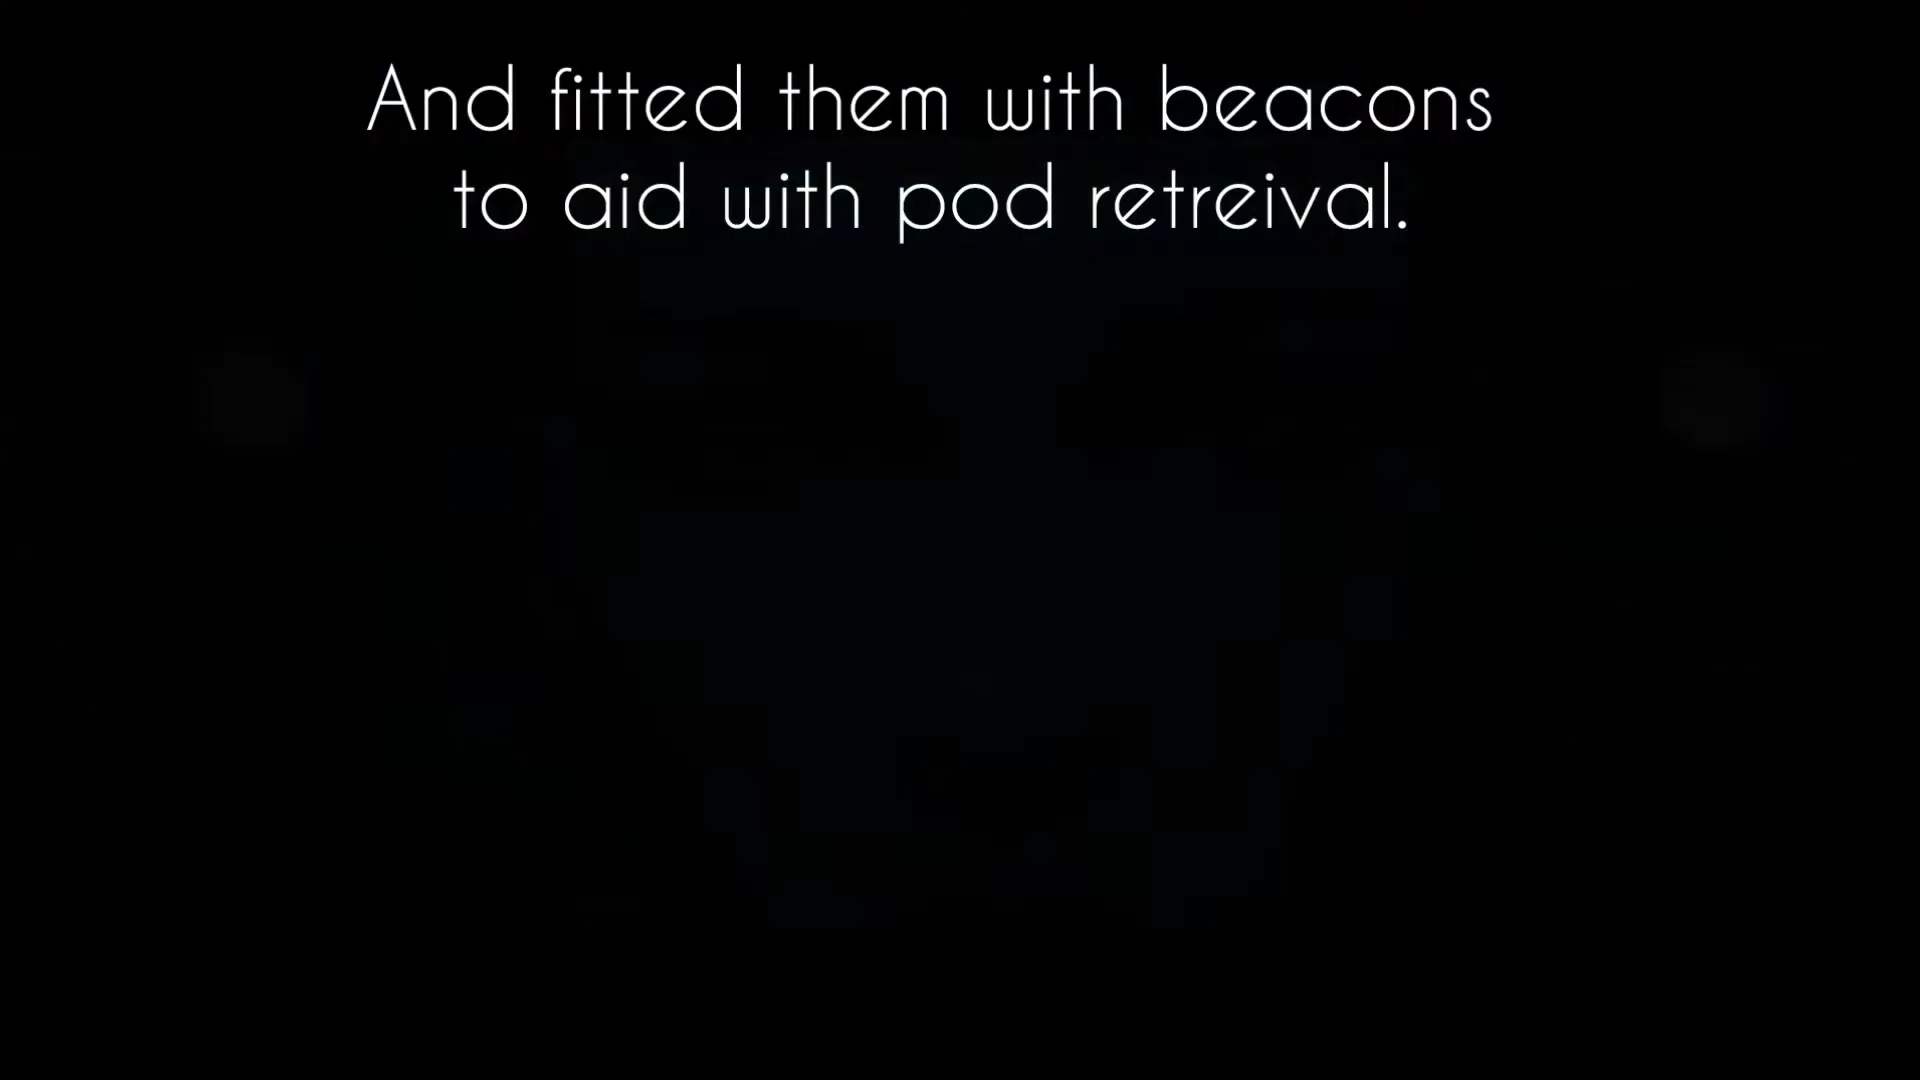 And fitted them with beacons
to aid with pod retreival.